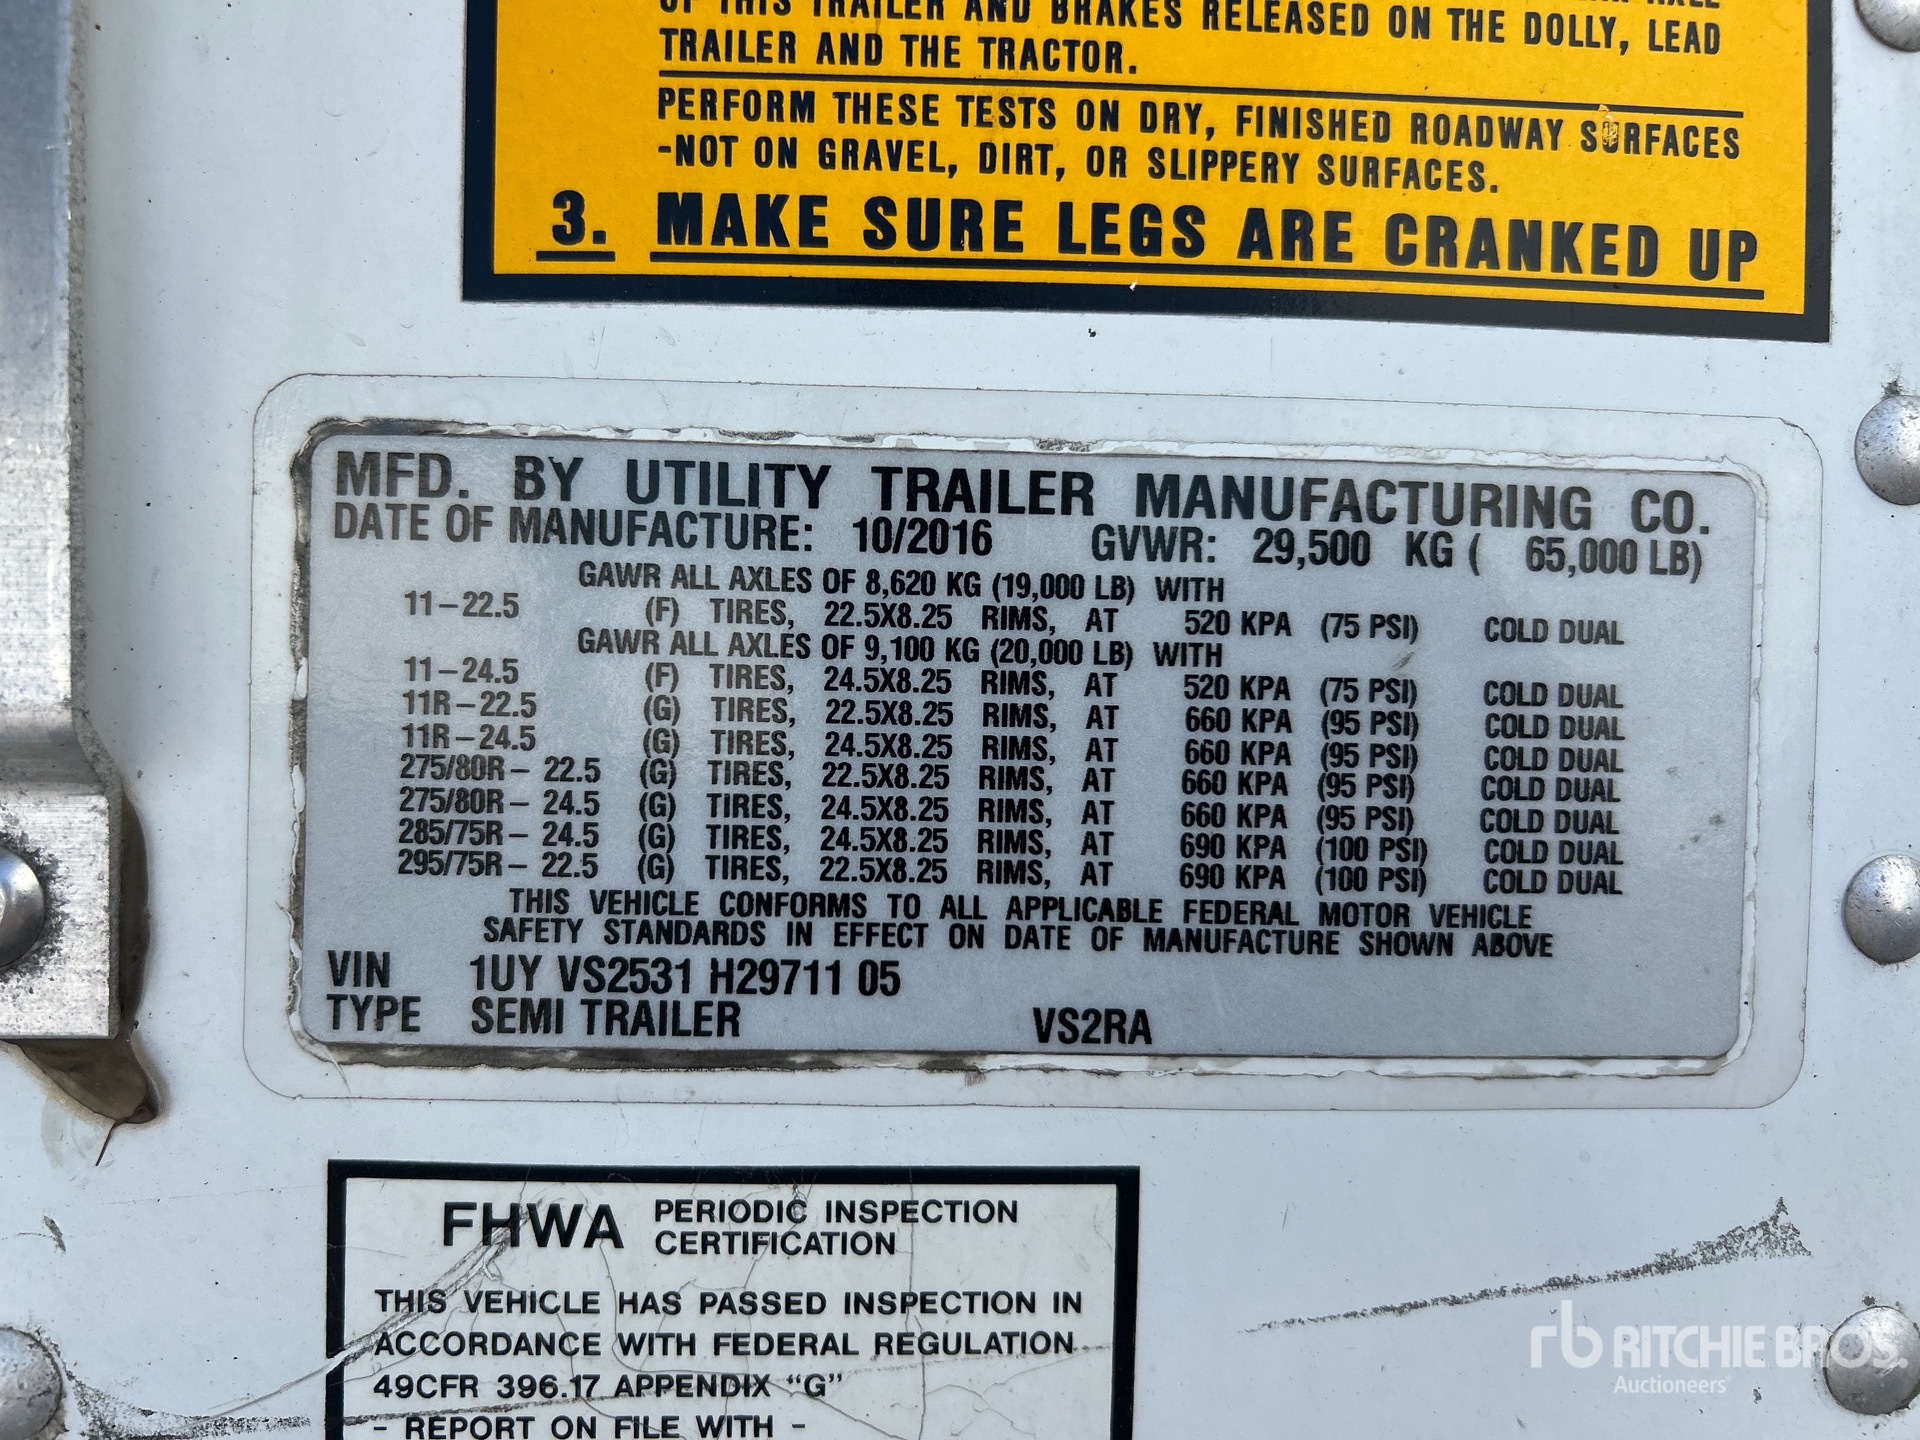 OF THIS TRAILER AND BRAKES RELEASED ON THE DOLLY, LEAD
TRAILER AND THE TRACTOR.
PERFORM THESE TESTS ON DRY, FINISHED ROADWAY SURFACES
-NOT ON GRAVEL, DIRT, OR SLIPPERY SURFACES.
3. MAKE SURE LEGS ARE CRANKED UP
MFD. BY UTILITY TRAILER MANUFACTURING CO.
DATE OF MANUFACTURE: 10/2016 GVWR: 29,500 KG ( 65,000 LB)
GAWR ALL AXLES OF 8,620 KG (19,000 LB) WITH
11-22.5 (F) TIRES, 22.5X8.25 RIMS, AT 520 KPA (75 PSI) COLD DUAL
GAWR ALL AXLES OF 9,100 KG (20,000 LB) WITH
11-24.5 (F) TIRES, 24.5X8.25 RIMS, AT 520 KPA (75 PSI) COLD DUAL
11R-22.5 (G) TIRES, 22.5X8.25 RIMS, AT 660 KPA (95 PSI) COLD DUAL
11R-24.5 (G) TIRES, 24.5X8.25 RIMS, AT 660 KPA (95 PSI) COLD DUAL
275/80R- 22.5 (G) TIRES, 22.5X8.25 RIMS, AT 660 KPA (95 PSI) COLD DUAL
275/80R- 24.5 (G) TIRES, 24.5X8.25 RIMS, AT 660 KPA (95 PSI) COLD DUAL
285/75R- 24.5 (G) TIRES, 24.5X8.25 RIMS, AT 690 KPA (100 PSI) COLD DUAL
295/75R- 22.5 (G) TIRES, 22.5X8.25 RIMS, AT 690 KPA (100 PSI) COLD DUAL
THIS VEHICLE CONFORMS TO ALL APPLICABLE FEDERAL MOTOR VEHICLE
SAFETY STANDARDS IN EFFECT ON DATE OF MANUFACTURE SHOWN ABOVE
VIN 1UY VS2531 H29711 05
TYPE SEMI TRAILER VS2RA
FHWA PERIODIC INSPECTION
CERTIFICATION
THIS VEHICLE HAS PASSED INSPECTION IN
ACCORDANCE WITH FEDERAL REGULATION
49CFR 396.17 APPENDIX "G"
- REPORT ON FILE WITH -
rb RITCHIE BROS.
Auctioneers